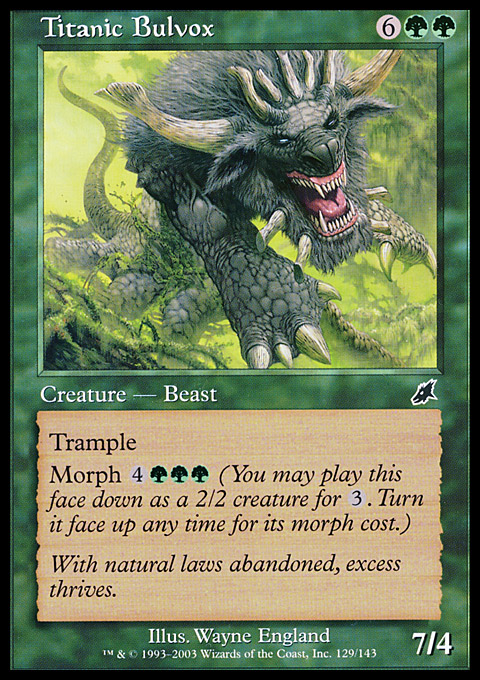 Titanic Bulvox 6
Creature — Beast
Trample
Morph 4 (You may play this
face down as a 2/2 creature for 3. Turn
it face up any time for its morph cost.)
With natural laws abandoned, excess
thrives.
Illus. Wayne England
7/4
™ & © 1993–2003 Wizards of the Coast, Inc. 129/143